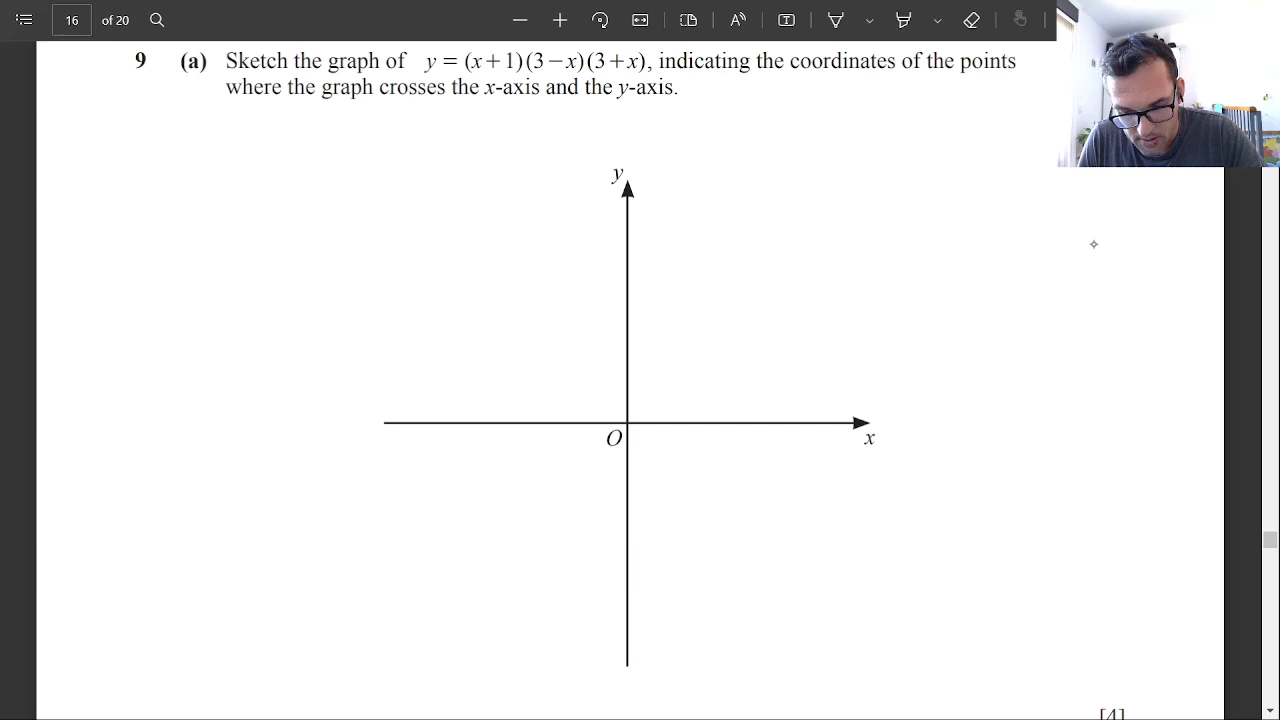 16 of 20
9 (a) Sketch the graph of y = (x+1)(3−x)(3+x), indicating the coordinates of the points
where the graph crosses the x-axis and the y-axis.
y
O
x
[4]